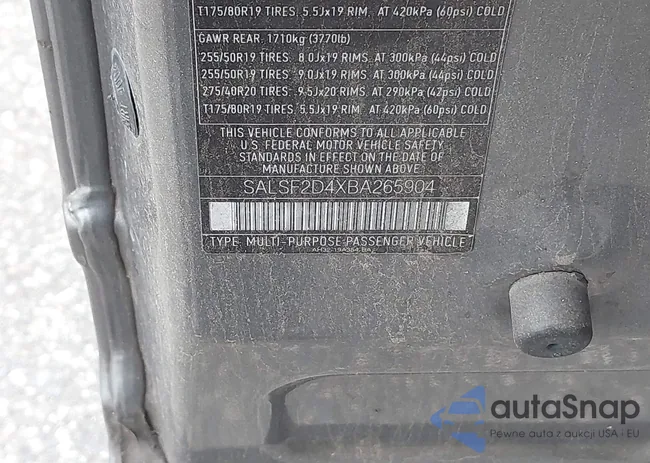 T175/80R19 TIRES. 5.5Jx19 RIM. AT 420kPa (60psi) COLD
GAWR REAR: 1710kg (3770lb)
255/50R19 TIRES: 8.0Jx19 RIMS. AT 300kPa (44psi) COLD
255/50R19 TIRES: 9.0Jx19 RIMS. AT 300kPa (44psi) COLD
275/40R20 TIRES: 9.5Jx20 RIMS. AT 290kPa (42psi) COLD
T175/80R19 TIRES. 5.5Jx19 RIM. AT 420kPa (60psi) COLD
THIS VEHICLE CONFORMS TO ALL APPLICABLE
U.S. FEDERAL MOTOR VEHICLE SAFETY
STANDARDS IN EFFECT ON THE DATE OF
MANUFACTURE SHOWN ABOVE
SALSF2D4XBA265904
TYPE: MULTI-PURPOSE PASSENGER VEHICLE
autaSnap
Pewne auta z aukcji USA · EU